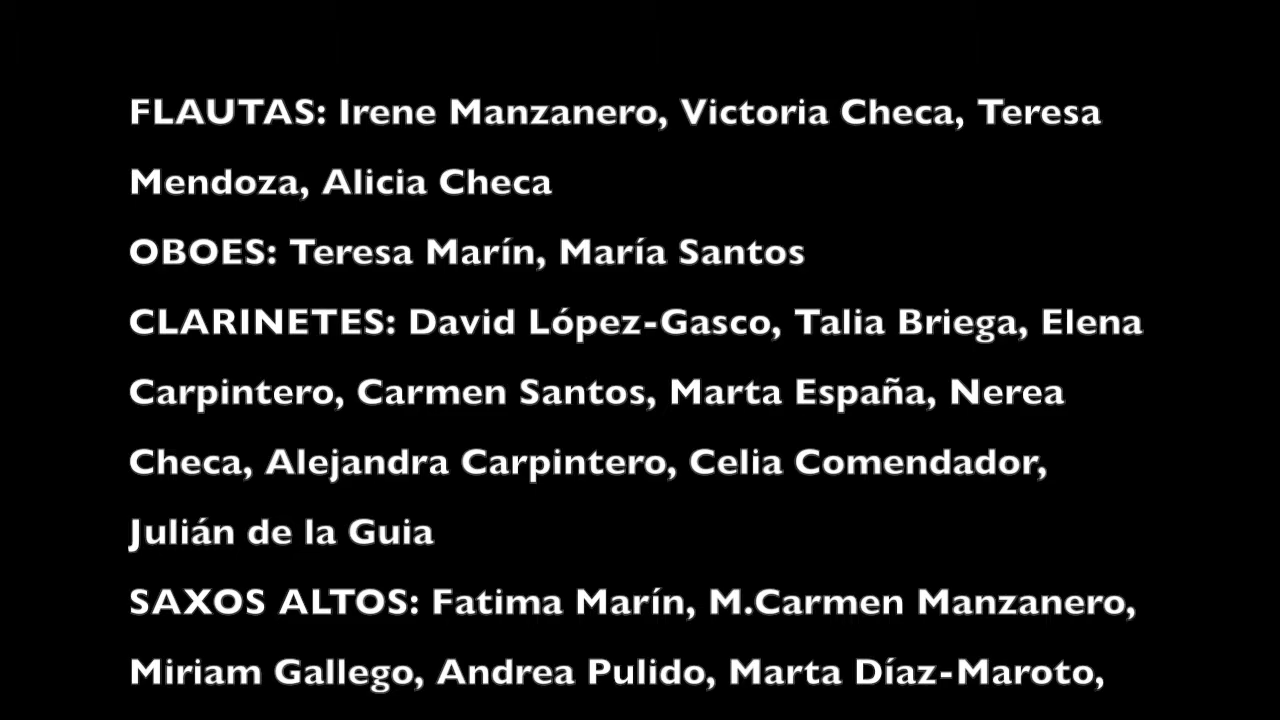 FLAUTAS: Irene Manzanero, Victoria Checa, Teresa
Mendoza, Alicia Checa
OBOES: Teresa Marín, María Santos
CLARINETES: David López-Gasco, Talia Briega, Elena
Carpintero, Carmen Santos, Marta España, Nerea
Checa, Alejandra Carpintero, Celia Comendador,
Julián de la Guia
SAXOS ALTOS: Fatima Marín, M.Carmen Manzanero,
Miriam Gallego, Andrea Pulido, Marta Díaz-Maroto,